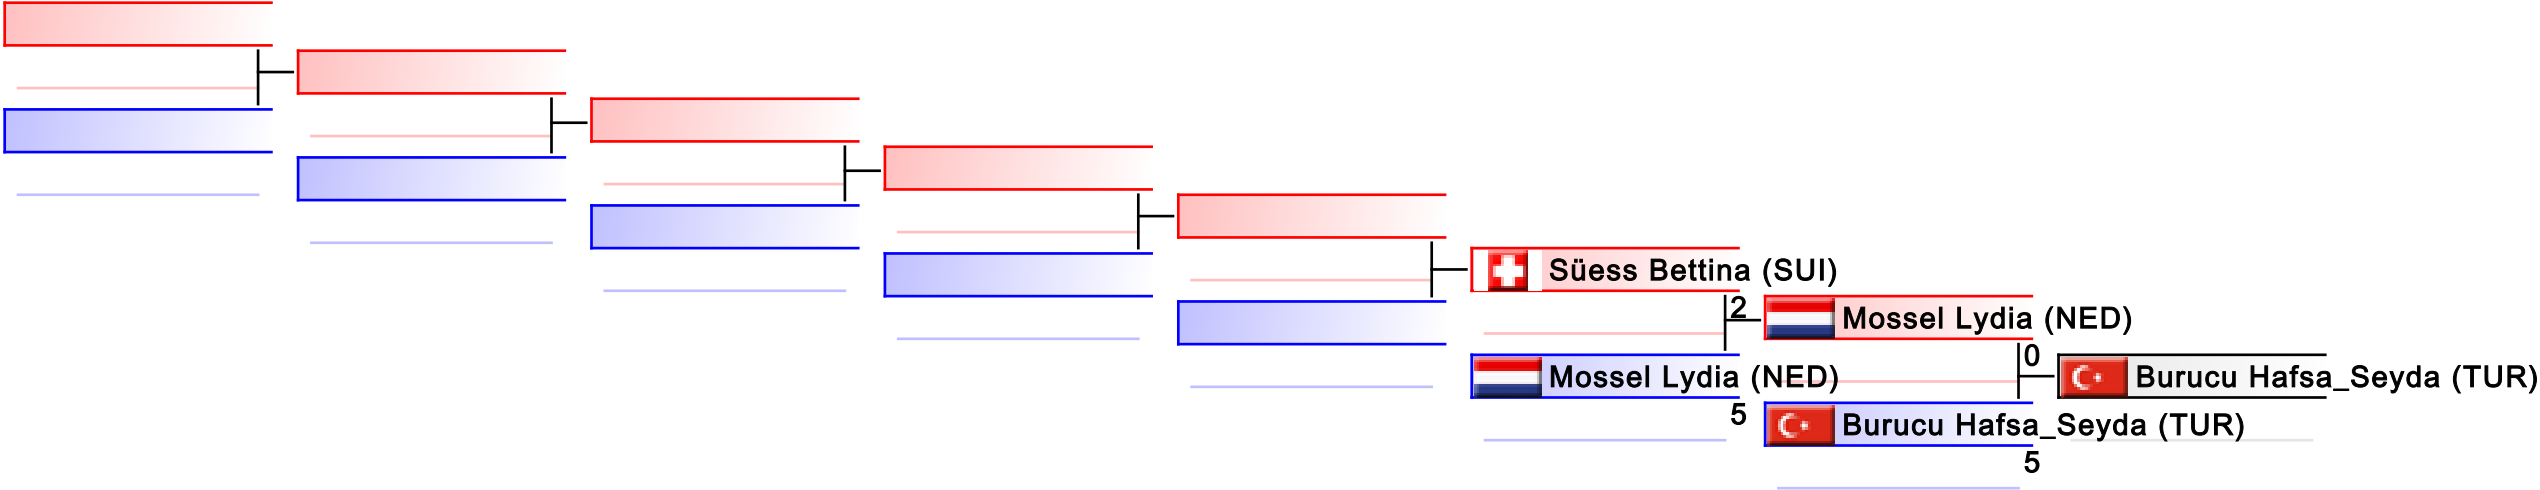 Süess Bettina (SUI)
2
Mossel Lydia (NED)
Mossel Lydia (NED)
5
0
Burucu Hafsa_Seyda (TUR)
Burucu Hafsa_Seyda (TUR)
5